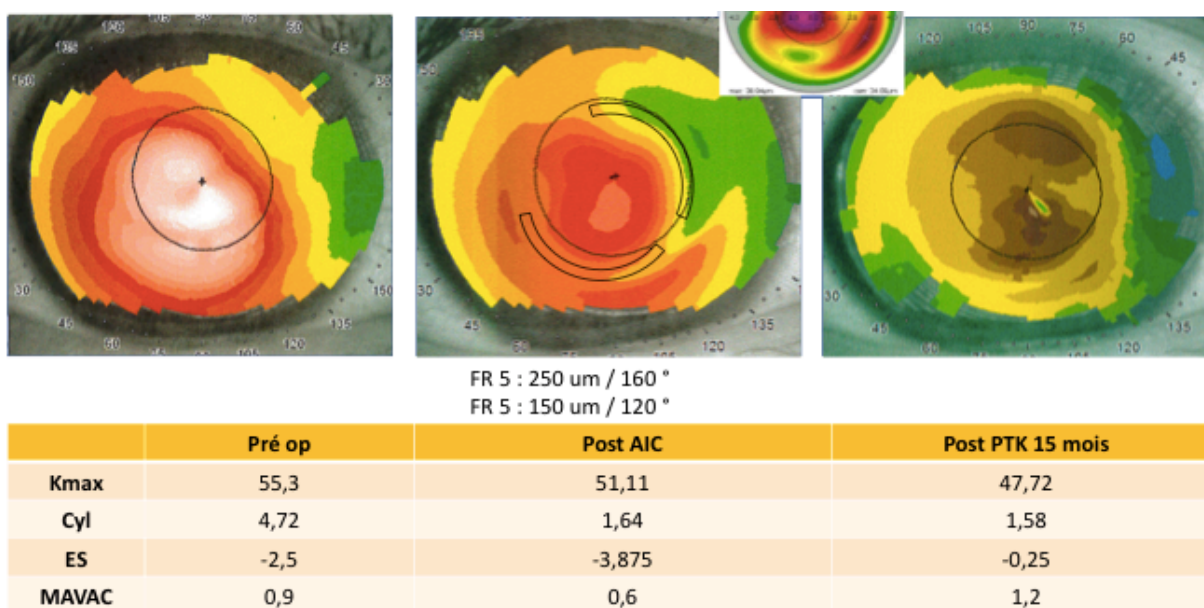 FR 5 : 250 um / 160 °
FR 5 : 150 um / 120 °
Pré op Post AIC Post PTK 15 mois
Kmax 55,3 51,11 47,72
Cyl 4,72 1,64 1,58
ES -2,5 -3,875 -0,25
MAVAC 0,9 0,6 1,2